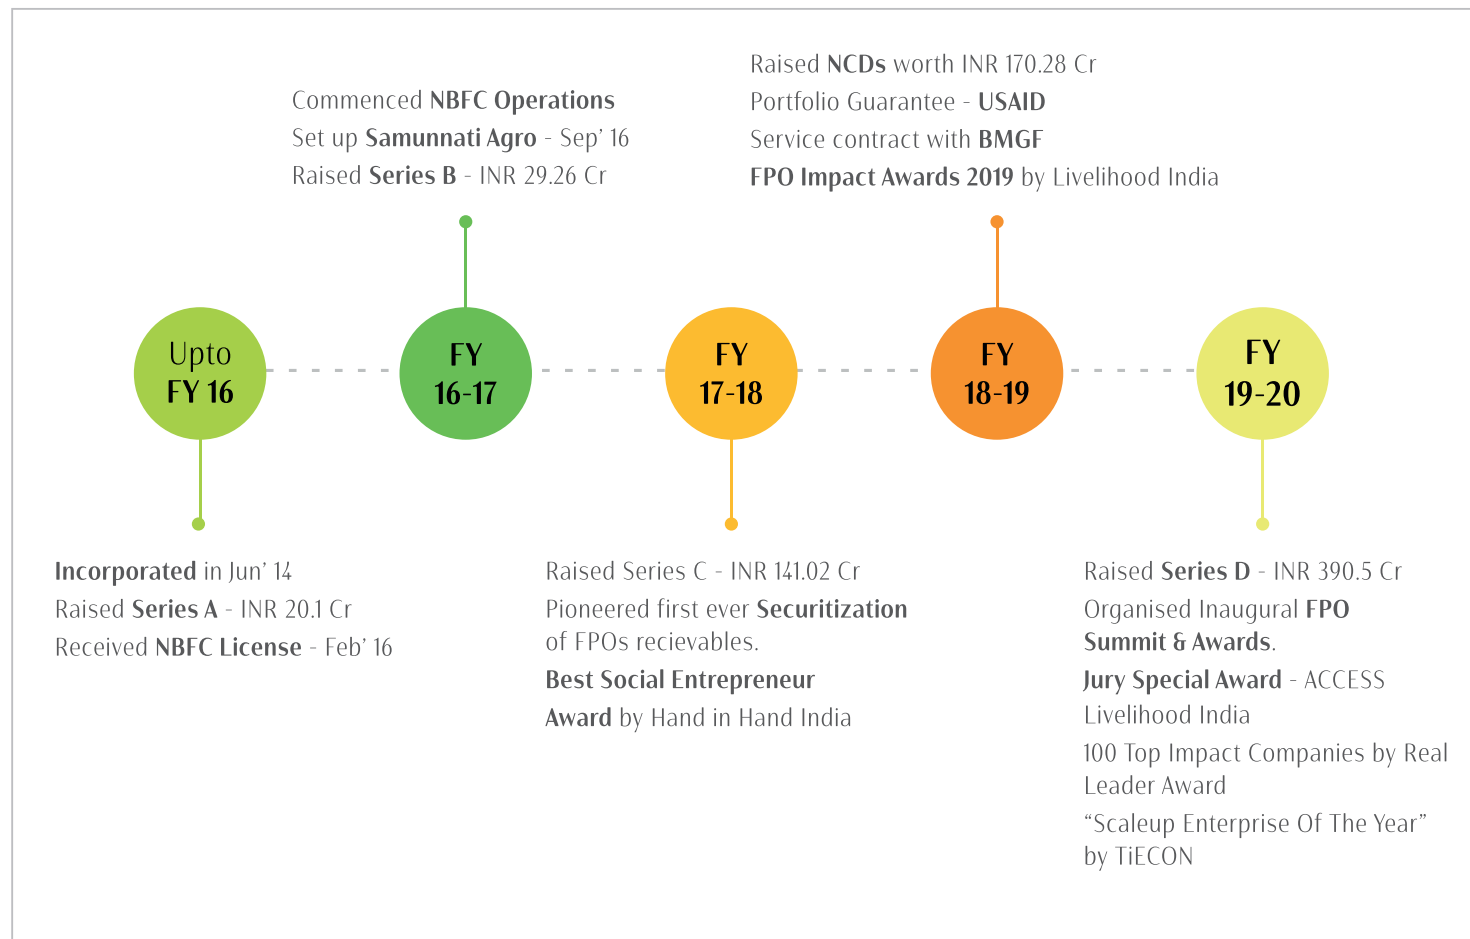 Raised NCDs worth INR 170.28 Cr
Portfolio Guarantee - USAID
Service contract with BMGF
FPO Impact Awards 2019 by Livelihood India
Commenced NBFC Operations
Set up Samunnati Agro - Sep’ 16
Raised Series B - INR 29.26 Cr
Upto
FY 16
FY
16-17
FY
17-18
FY
18-19
FY
19-20
Incorporated in Jun’ 14
Raised Series A - INR 20.1 Cr
Received NBFC License - Feb’ 16
Raised Series C - INR 141.02 Cr
Pioneered first ever Securitization
of FPOs recievables.
Best Social Entrepreneur
Award by Hand in Hand India
Raised Series D - INR 390.5 Cr
Organised Inaugural FPO
Summit & Awards.
Jury Special Award - ACCESS
Livelihood India
100 Top Impact Companies by Real
Leader Award
“Scaleup Enterprise Of The Year”
by TiECON